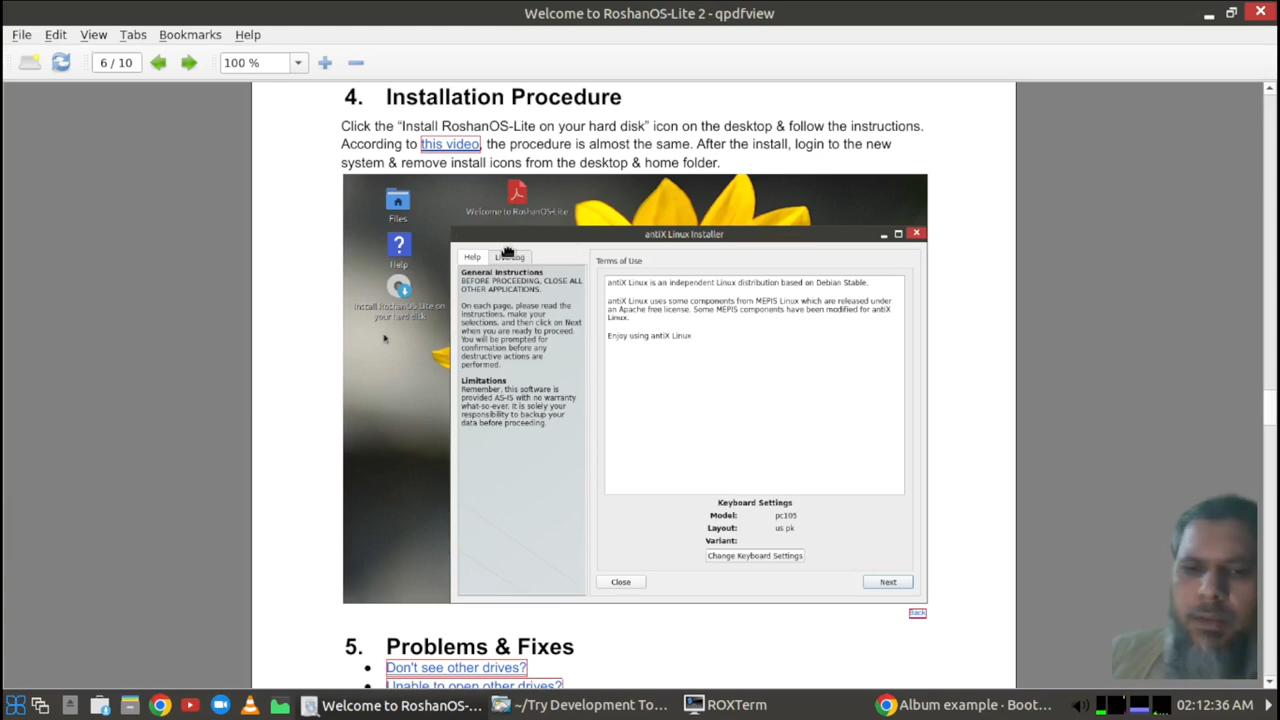 Welcome to RoshanOS-Lite 2 - qpdfview
File Edit View Tabs Bookmarks Help
6 / 10 100 %
4. Installation Procedure
Click the “Install RoshanOS-Lite on your hard disk” icon on the desktop & follow the instructions.
According to this video, the procedure is almost the same. After the install, login to the new
system & remove install icons from the desktop & home folder.
Files
Welcome to RoshanOS-Lite
Help
Install RoshanOS Lite on
your hard disk
antiX Linux Installer
Help Live Log
General Instructions
BEFORE PROCEEDING, CLOSE ALL
OTHER APPLICATIONS.
On each page, please read the
instructions, make your
selections, and then click on Next
when you are ready to proceed.
You will be prompted for
confirmation before any
destructive actions are
performed.
Limitations
Remember, this software is
provided AS-IS with no warranty
what-so-ever. It is solely your
responsibility to backup your
data before proceeding.
Terms of Use
antiX Linux is an independent Linux distribution based on Debian Stable.
antiX Linux uses some components from MEPIS Linux which are released under
an Apache free license. Some MEPIS components have been modified for antiX
Linux.
Enjoy using antiX Linux
Keyboard Settings
Model: pc105
Layout: us pk
Variant:
Change Keyboard Settings
Close Next
Back
5. Problems & Fixes
• Don't see other drives?
• Unable to open other drives?
Welcome to RoshanOS-... ~/Try Development To... ROXTerm Album example · Boot... 02:12:36 AM